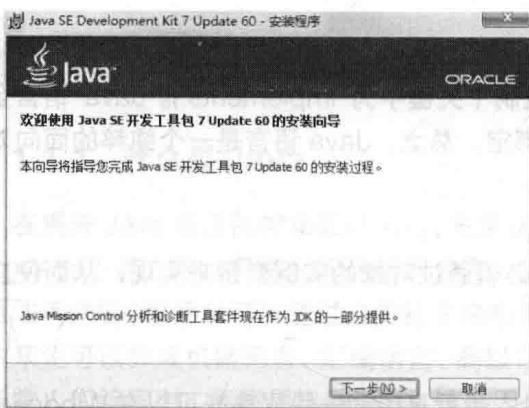 Java SE Development Kit 7 Update 60 - 安装程序
Java
ORACLE
欢迎使用 Java SE 开发工具包 7 Update 60 的安装向导
本向导将指导您完成 Java SE 开发工具包 7 Update 60 的安装过程。
Java Mission Control 分析和诊断工具套件现在作为 JDK 的一部分提供。
下一步(N) >
取消